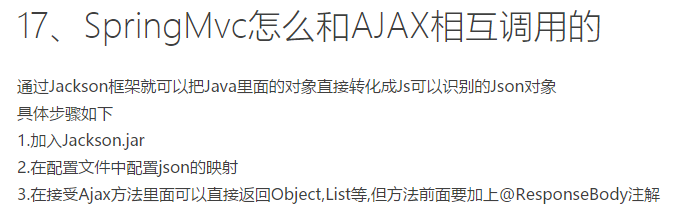 17、SpringMvc怎么和AJAX相互调用的
通过Jackson框架就可以把Java里面的对象直接转化成Js可以识别的Json对象
具体步骤如下
1.加入Jackson.jar
2.在配置文件中配置json的映射
3.在接受Ajax方法里面可以直接返回Object,List等,但方法前面要加上@ResponseBody注解